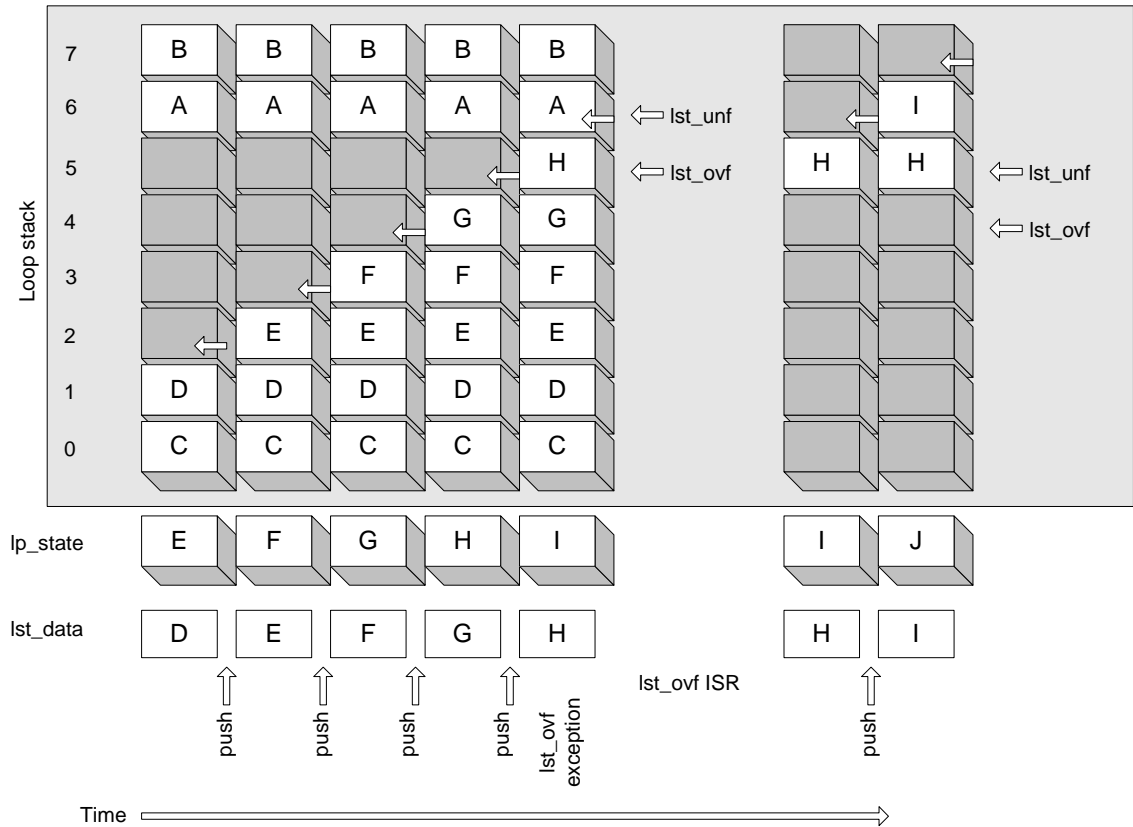 7 B B B B B
6 A A A A A I
lst_unf
5 H H H
lst_ovf lst_unf
4 G G
lst_ovf
3 F F F
2 E E E E
1 D D D D D
0 C C C C C
Loop stack
lp_state E F G H I I J
lst_data D E F G H H I
lst_ovf ISR
push push push push lst_ovf exception push
Time